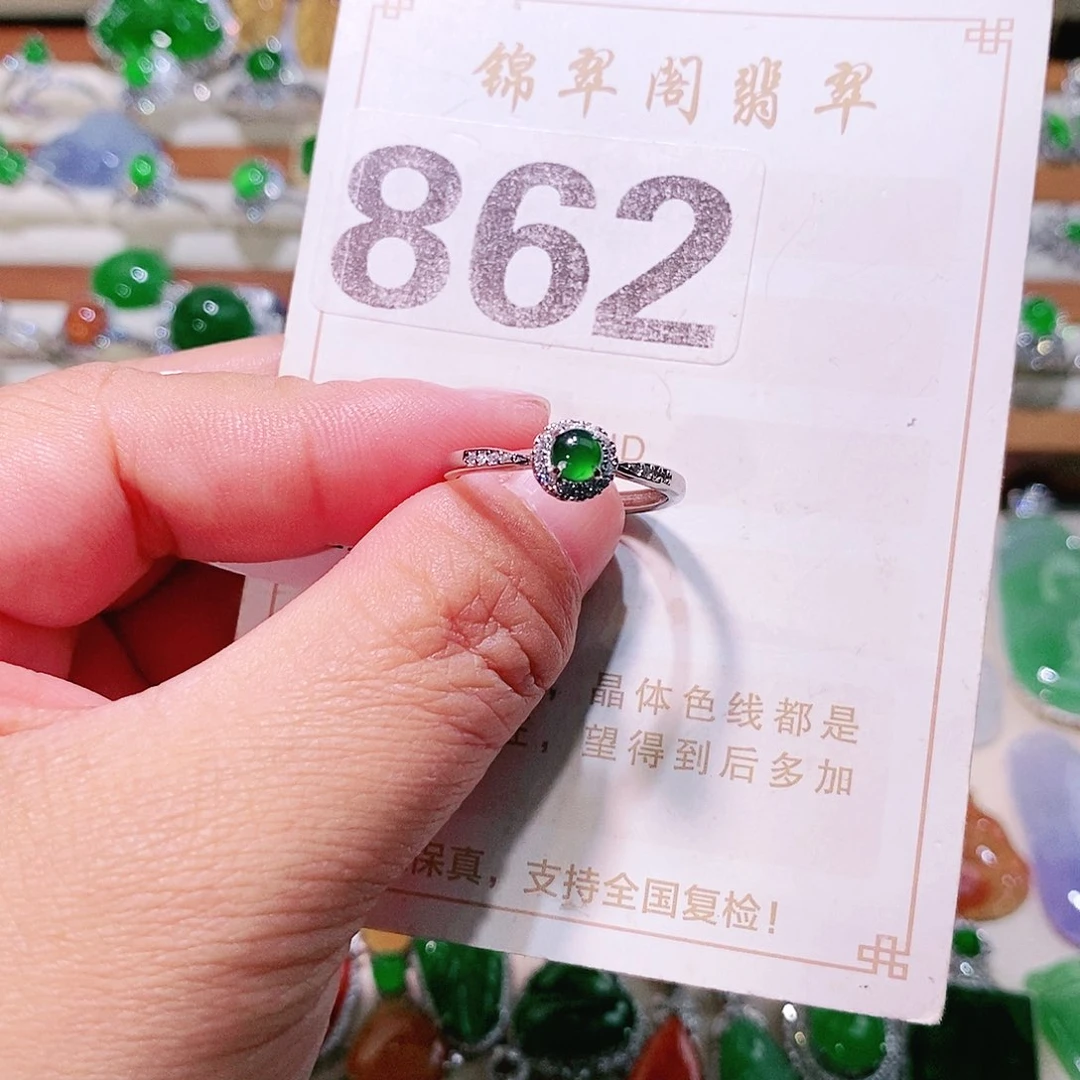 锦翠阁翡翠
862
ND
，晶体色线都是
，望得到后多加
保真，支持全国复检！